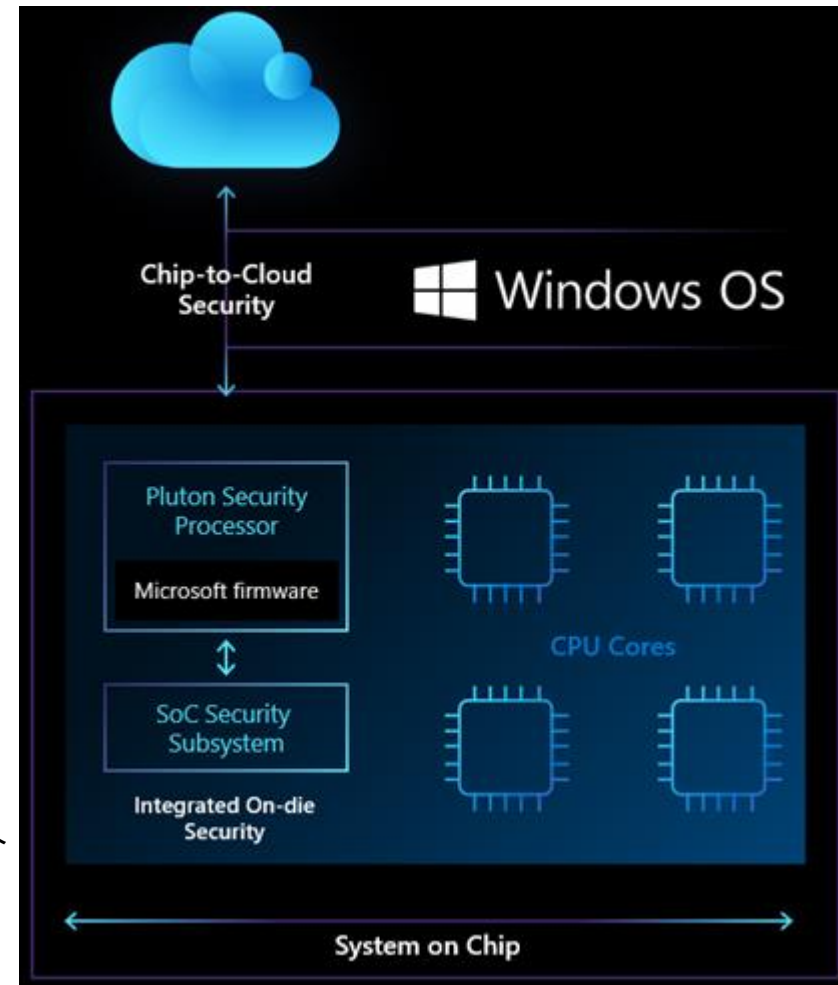 Chip-to-Cloud
Security
Windows OS
Pluton Security
Processor
Microsoft firmware
CPU Cores
SoC Security
Subsystem
Integrated On-die
Security
System on Chip